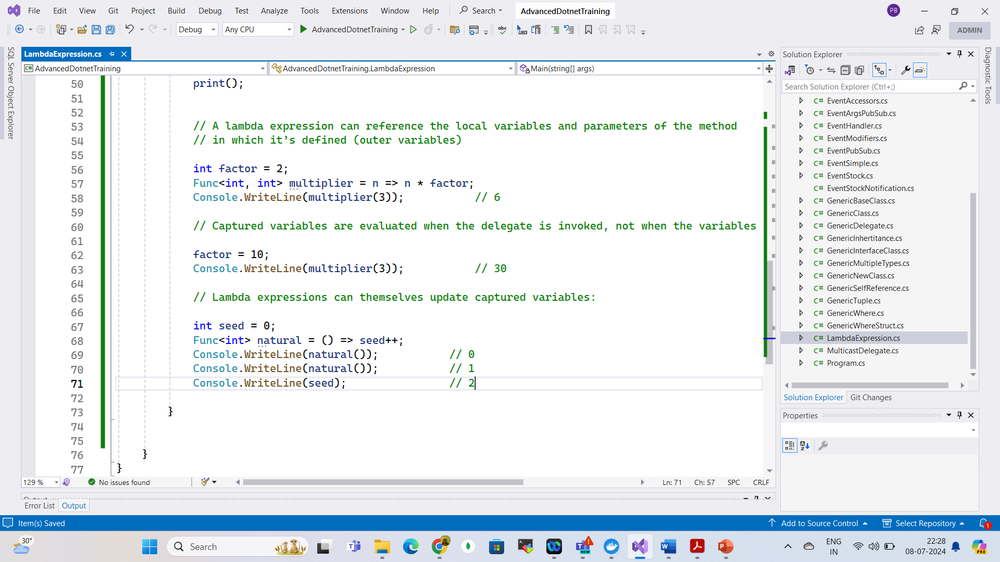 File Edit View Git Project Build Debug Test Analyze Tools Extensions Window Help Search AdvancedDotnetTraining PB
Debug Any CPU AdvancedDotnetTraining abc ADMIN
SQL Server Object Explorer
LambdaExpression.cs
C# AdvancedDotnetTraining AdvancedDotnetTraining.LambdaExpression Main(string[] args)
50 print();
51
52
53 // A lambda expression can reference the local variables and parameters of the method
54 // in which it’s defined (outer variables)
55
56 int factor = 2;
57 Func<int, int> multiplier = n => n * factor;
58 Console.WriteLine(multiplier(3)); // 6
59
60 // Captured variables are evaluated when the delegate is invoked, not when the variables
61
62 factor = 10;
63 Console.WriteLine(multiplier(3)); // 30
64
65 // Lambda expressions can themselves update captured variables:
66
67 int seed = 0;
68 Func<int> natural = () => seed++;
69 Console.WriteLine(natural()); // 0
70 Console.WriteLine(natural()); // 1
71 Console.WriteLine(seed); // 2
72
73 }
74
75
76 }
77 }
129 % No issues found Ln: 71 Ch: 57 SPC CRLF
Output
Error List Output
Solution Explorer
Search Solution Explorer (Ctrl+;)
C# EventAccessors.cs
C# EventArgsPubSub.cs
C# EventHandler.cs
C# EventModifiers.cs
C# EventPubSub.cs
C# EventSimple.cs
C# EventStock.cs
C# EventStockNotification.cs
C# GenericBaseClass.cs
C# GenericClass.cs
C# GenericDelegate.cs
C# GenericInhertitance.cs
C# GenericInterfaceClass.cs
C# GenericMultipleTypes.cs
C# GenericNewClass.cs
C# GenericSelfReference.cs
C# GenericTuple.cs
C# GenericWhere.cs
C# GenericWhereStruct.cs
C# LambdaExpression.cs
C# MulticastDelegate.cs
C# Program.cs
Solution Explorer Git Changes
Properties
Diagnostic Tools
Item(s) Saved Add to Source Control Select Repository 1
30° Search NEW ENG 22:28
IN 08-07-2024 PRE